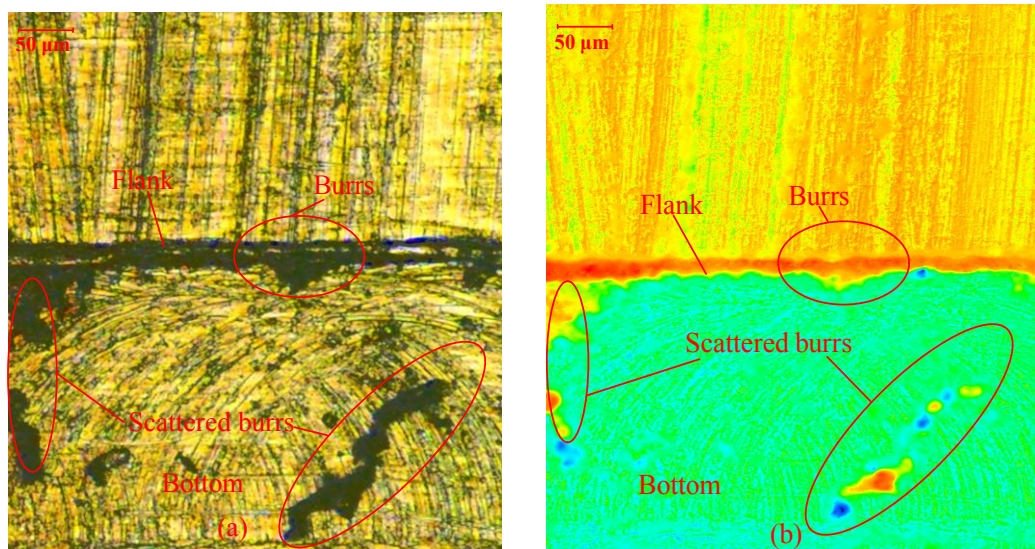 50 μm
Flank
Burrs
Scattered burrs
Bottom
(a)
50 μm
Burrs
Flank
Scattered burrs
Bottom
(b)